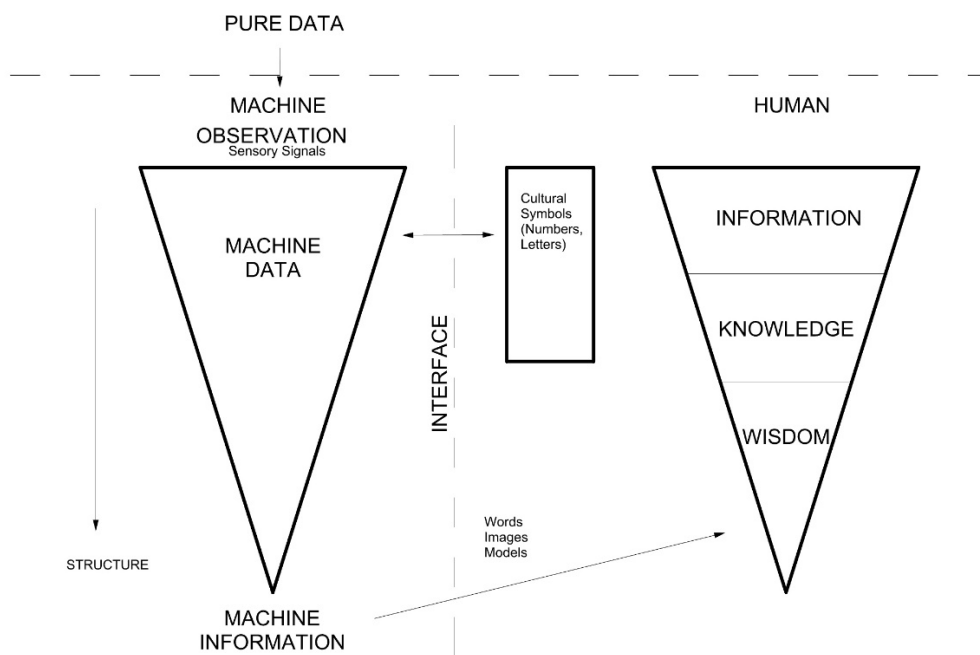 PURE DATA
MACHINE
HUMAN
OBSERVATION
Sensory Signals
Cultural
Symbols
(Numbers,
Letters)
MACHINE
DATA
INFORMATION
KNOWLEDGE
WISDOM
INTERFACE
Words
Images
Models
STRUCTURE
MACHINE
INFORMATION